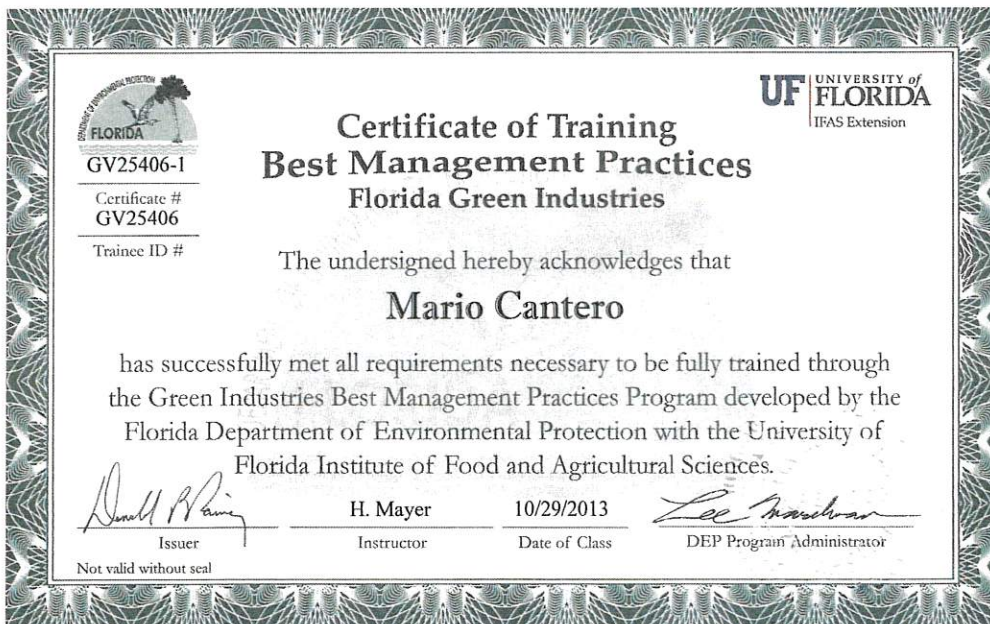 DEPARTMENT OF ENVIRONMENTAL PROTECTION
FLORIDA
GV25406-1
Certificate #
GV25406
Trainee ID #
UF UNIVERSITY of
FLORIDA
IFAS Extension
Certificate of Training
Best Management Practices
Florida Green Industries
The undersigned hereby acknowledges that
Mario Cantero
has successfully met all requirements necessary to be fully trained through
the Green Industries Best Management Practices Program developed by the
Florida Department of Environmental Protection with the University of
Florida Institute of Food and Agricultural Sciences.
H. Mayer 10/29/2013
Issuer Instructor Date of Class DEP Program Administrator
Not valid without seal